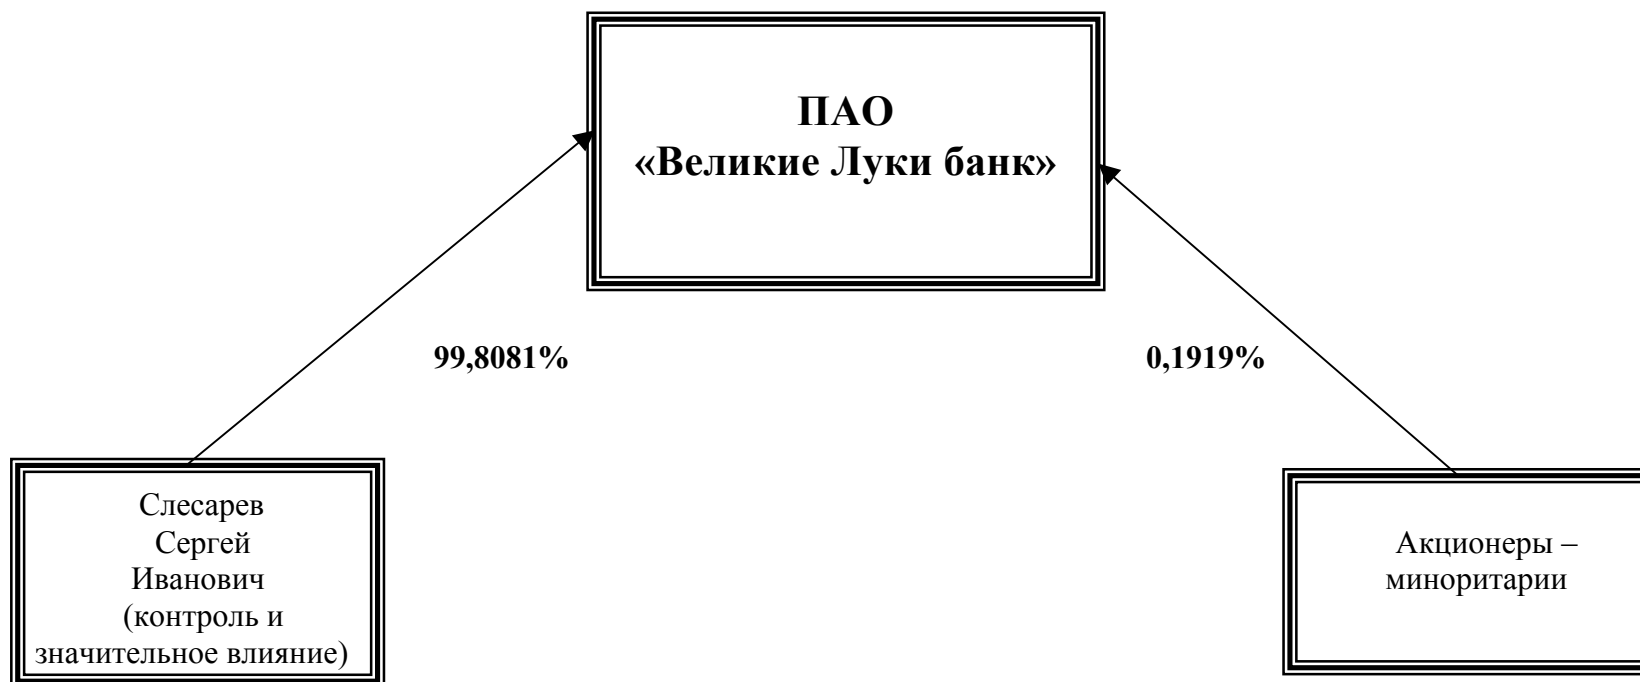 ПАО
«Великие Луки банк»
99,8081%
0,1919%
Слесарев
Сергей
Иванович
(контроль и
значительное влияние)
Акционеры –
миноритарии